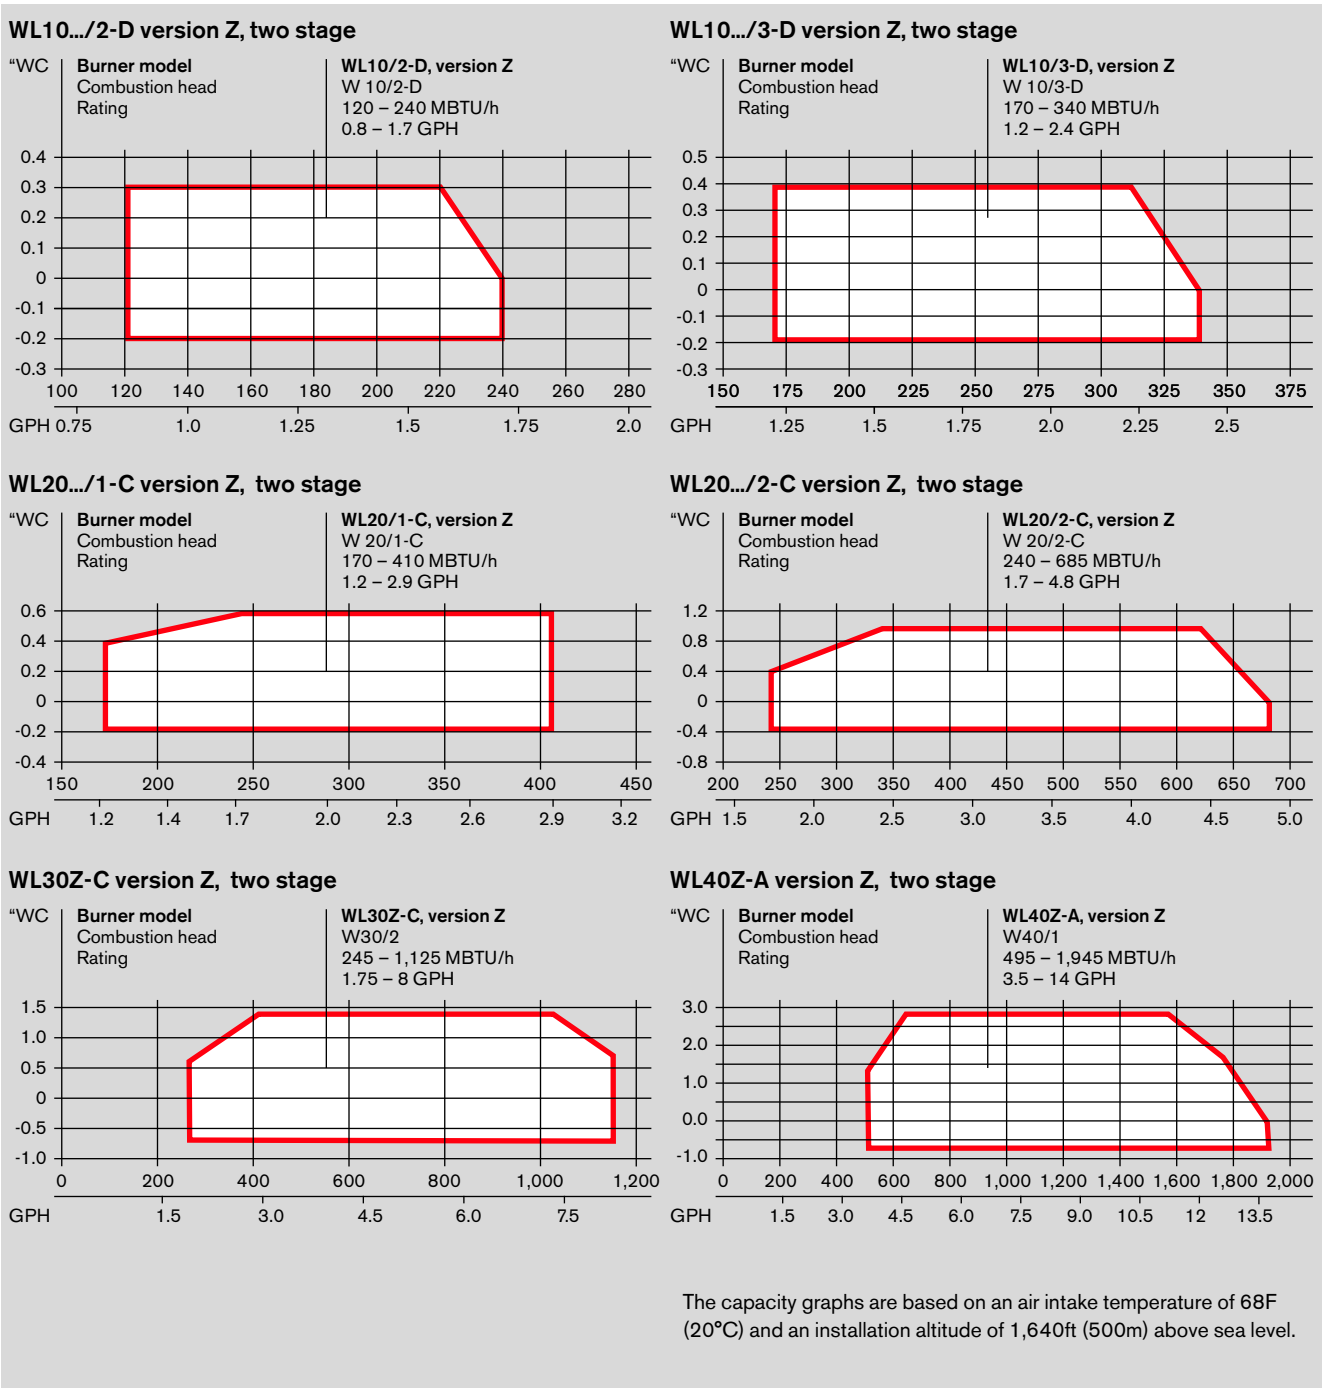 WL10.../2-D version Z, two stage
“WC
Burner model
Combustion head
Rating
WL10/2-D, version Z
W 10/2-D
120 – 240 MBTU/h
0.8 – 1.7 GPH
0.4
0.3
0.2
0.1
0
-0.1
-0.2
-0.3
100 120 140 160 180 200 220 240 260 280
GPH 0.75 1.0 1.25 1.5 1.75 2.0
WL10.../3-D version Z, two stage
“WC
Burner model
Combustion head
Rating
WL10/3-D, version Z
W 10/3-D
170 – 340 MBTU/h
1.2 – 2.4 GPH
0.5
0.4
0.3
0.2
0.1
0
-0.1
-0.2
-0.3
150 175 200 225 250 275 300 325 350 375
GPH 1.25 1.5 1.75 2.0 2.25 2.5
WL20.../1-C version Z, two stage
“WC
Burner model
Combustion head
Rating
WL20/1-C, version Z
W 20/1-C
170 – 410 MBTU/h
1.2 – 2.9 GPH
0.6
0.4
0.2
0
-0.2
-0.4
150 200 250 300 350 400 450
GPH 1.2 1.4 1.7 2.0 2.3 2.6 2.9 3.2
WL20.../2-C version Z, two stage
“WC
Burner model
Combustion head
Rating
WL20/2-C, version Z
W 20/2-C
240 – 685 MBTU/h
1.7 – 4.8 GPH
1.2
0.8
0.4
0
-0.4
-0.8
200 250 300 350 400 450 500 550 600 650 700
GPH 1.5 2.0 2.5 3.0 3.5 4.0 4.5 5.0
WL30Z-C version Z, two stage
“WC
Burner model
Combustion head
Rating
WL30Z-C, version Z
W30/2
245 – 1,125 MBTU/h
1.75 – 8 GPH
1.5
1.0
0.5
0
-0.5
-1.0
0 200 400 600 800 1,000 1,200
GPH 1.5 3.0 4.5 6.0 7.5
WL40Z-A version Z, two stage
“WC
Burner model
Combustion head
Rating
WL40Z-A, version Z
W40/1
495 – 1,945 MBTU/h
3.5 – 14 GPH
3.0
2.0
1.0
0.0
-1.0
0 200 400 600 800 1,000 1,200 1,400 1,600 1,800 2,000
GPH 1.5 3.0 4.5 6.0 7.5 9.0 10.5 12 13.5
The capacity graphs are based on an air intake temperature of 68F
(20°C) and an installation altitude of 1,640ft (500m) above sea level.